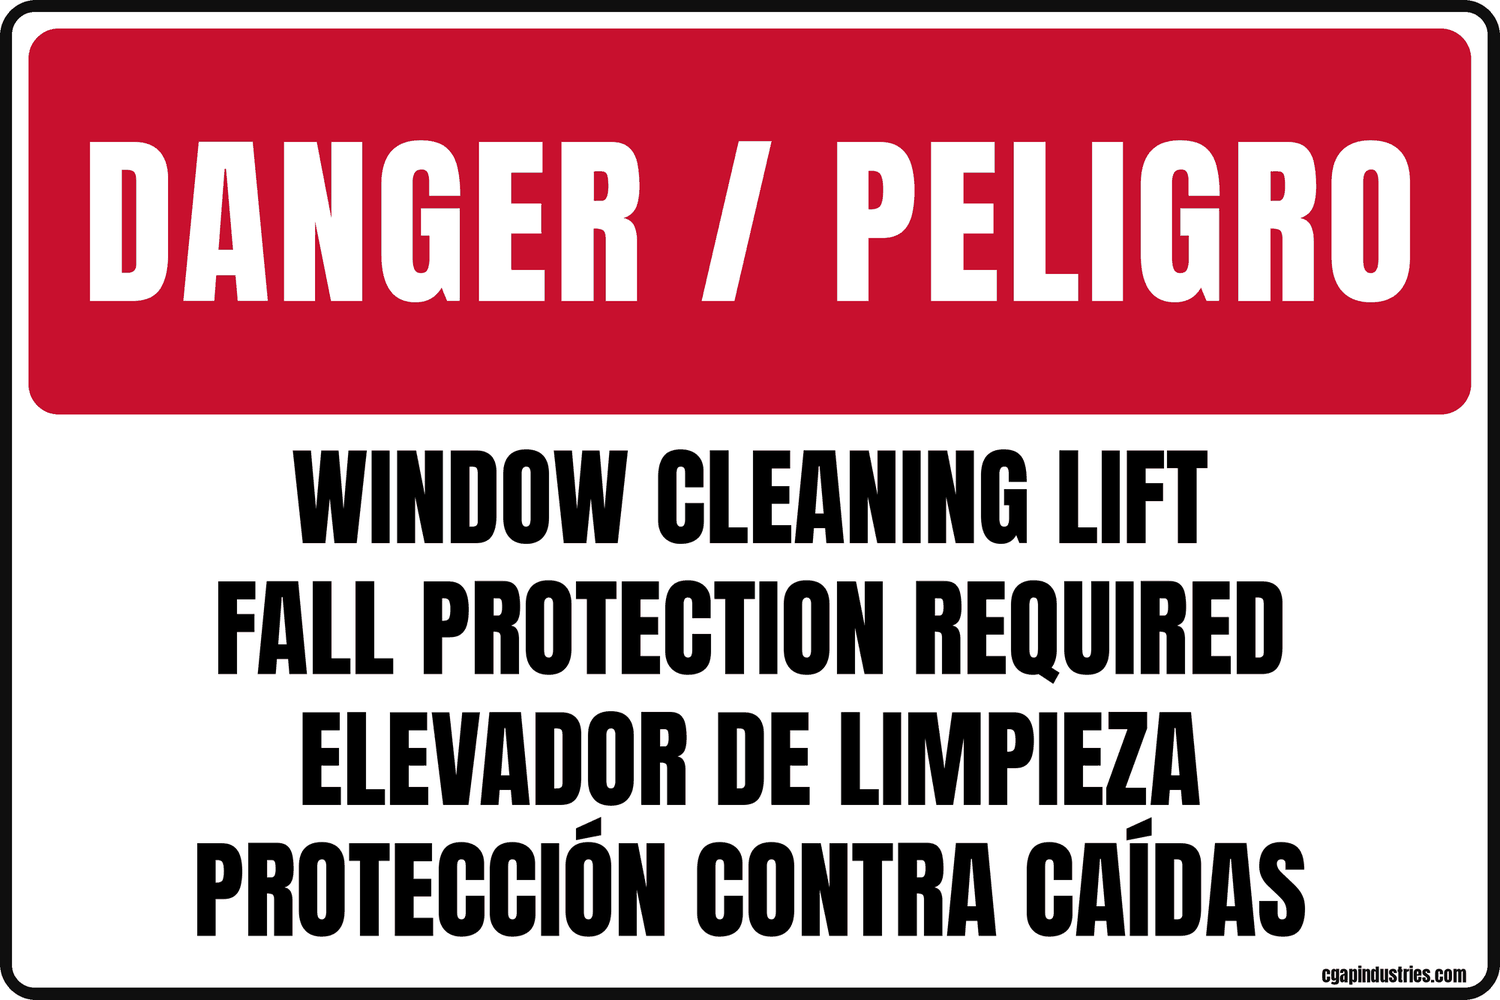 DANGER / PELIGRO
WINDOW CLEANING LIFT
FALL PROTECTION REQUIRED
ELEVADOR DE LIMPIEZA
PROTECCIÓN CONTRA CAÍDAS
cgapindustries.com